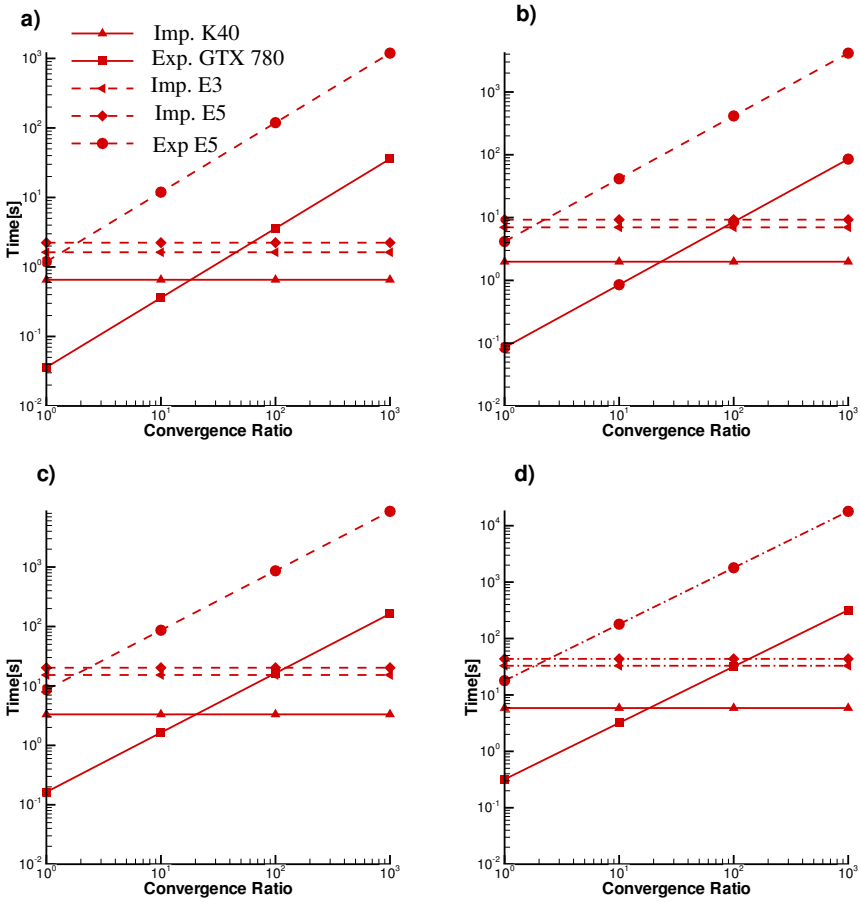 a)
Imp. K40
Exp. GTX 780
Imp. E3
Imp. E5
Exp E5
10³
10²
10¹
10⁰
10⁻¹
10⁻²
Time[s]
10⁰ 10¹ 10² 10³
Convergence Ratio
b)
10³
10²
10¹
10⁰
10⁻¹
10⁻²
Time[s]
10⁰ 10¹ 10² 10³
Convergence Ratio
c)
10³
10²
10¹
10⁰
10⁻¹
10⁻²
Time[s]
10⁰ 10¹ 10² 10³
Convergence Ratio
d)
10⁴
10³
10²
10¹
10⁰
10⁻¹
10⁻²
Time[s]
10⁰ 10¹ 10² 10³
Convergence Ratio